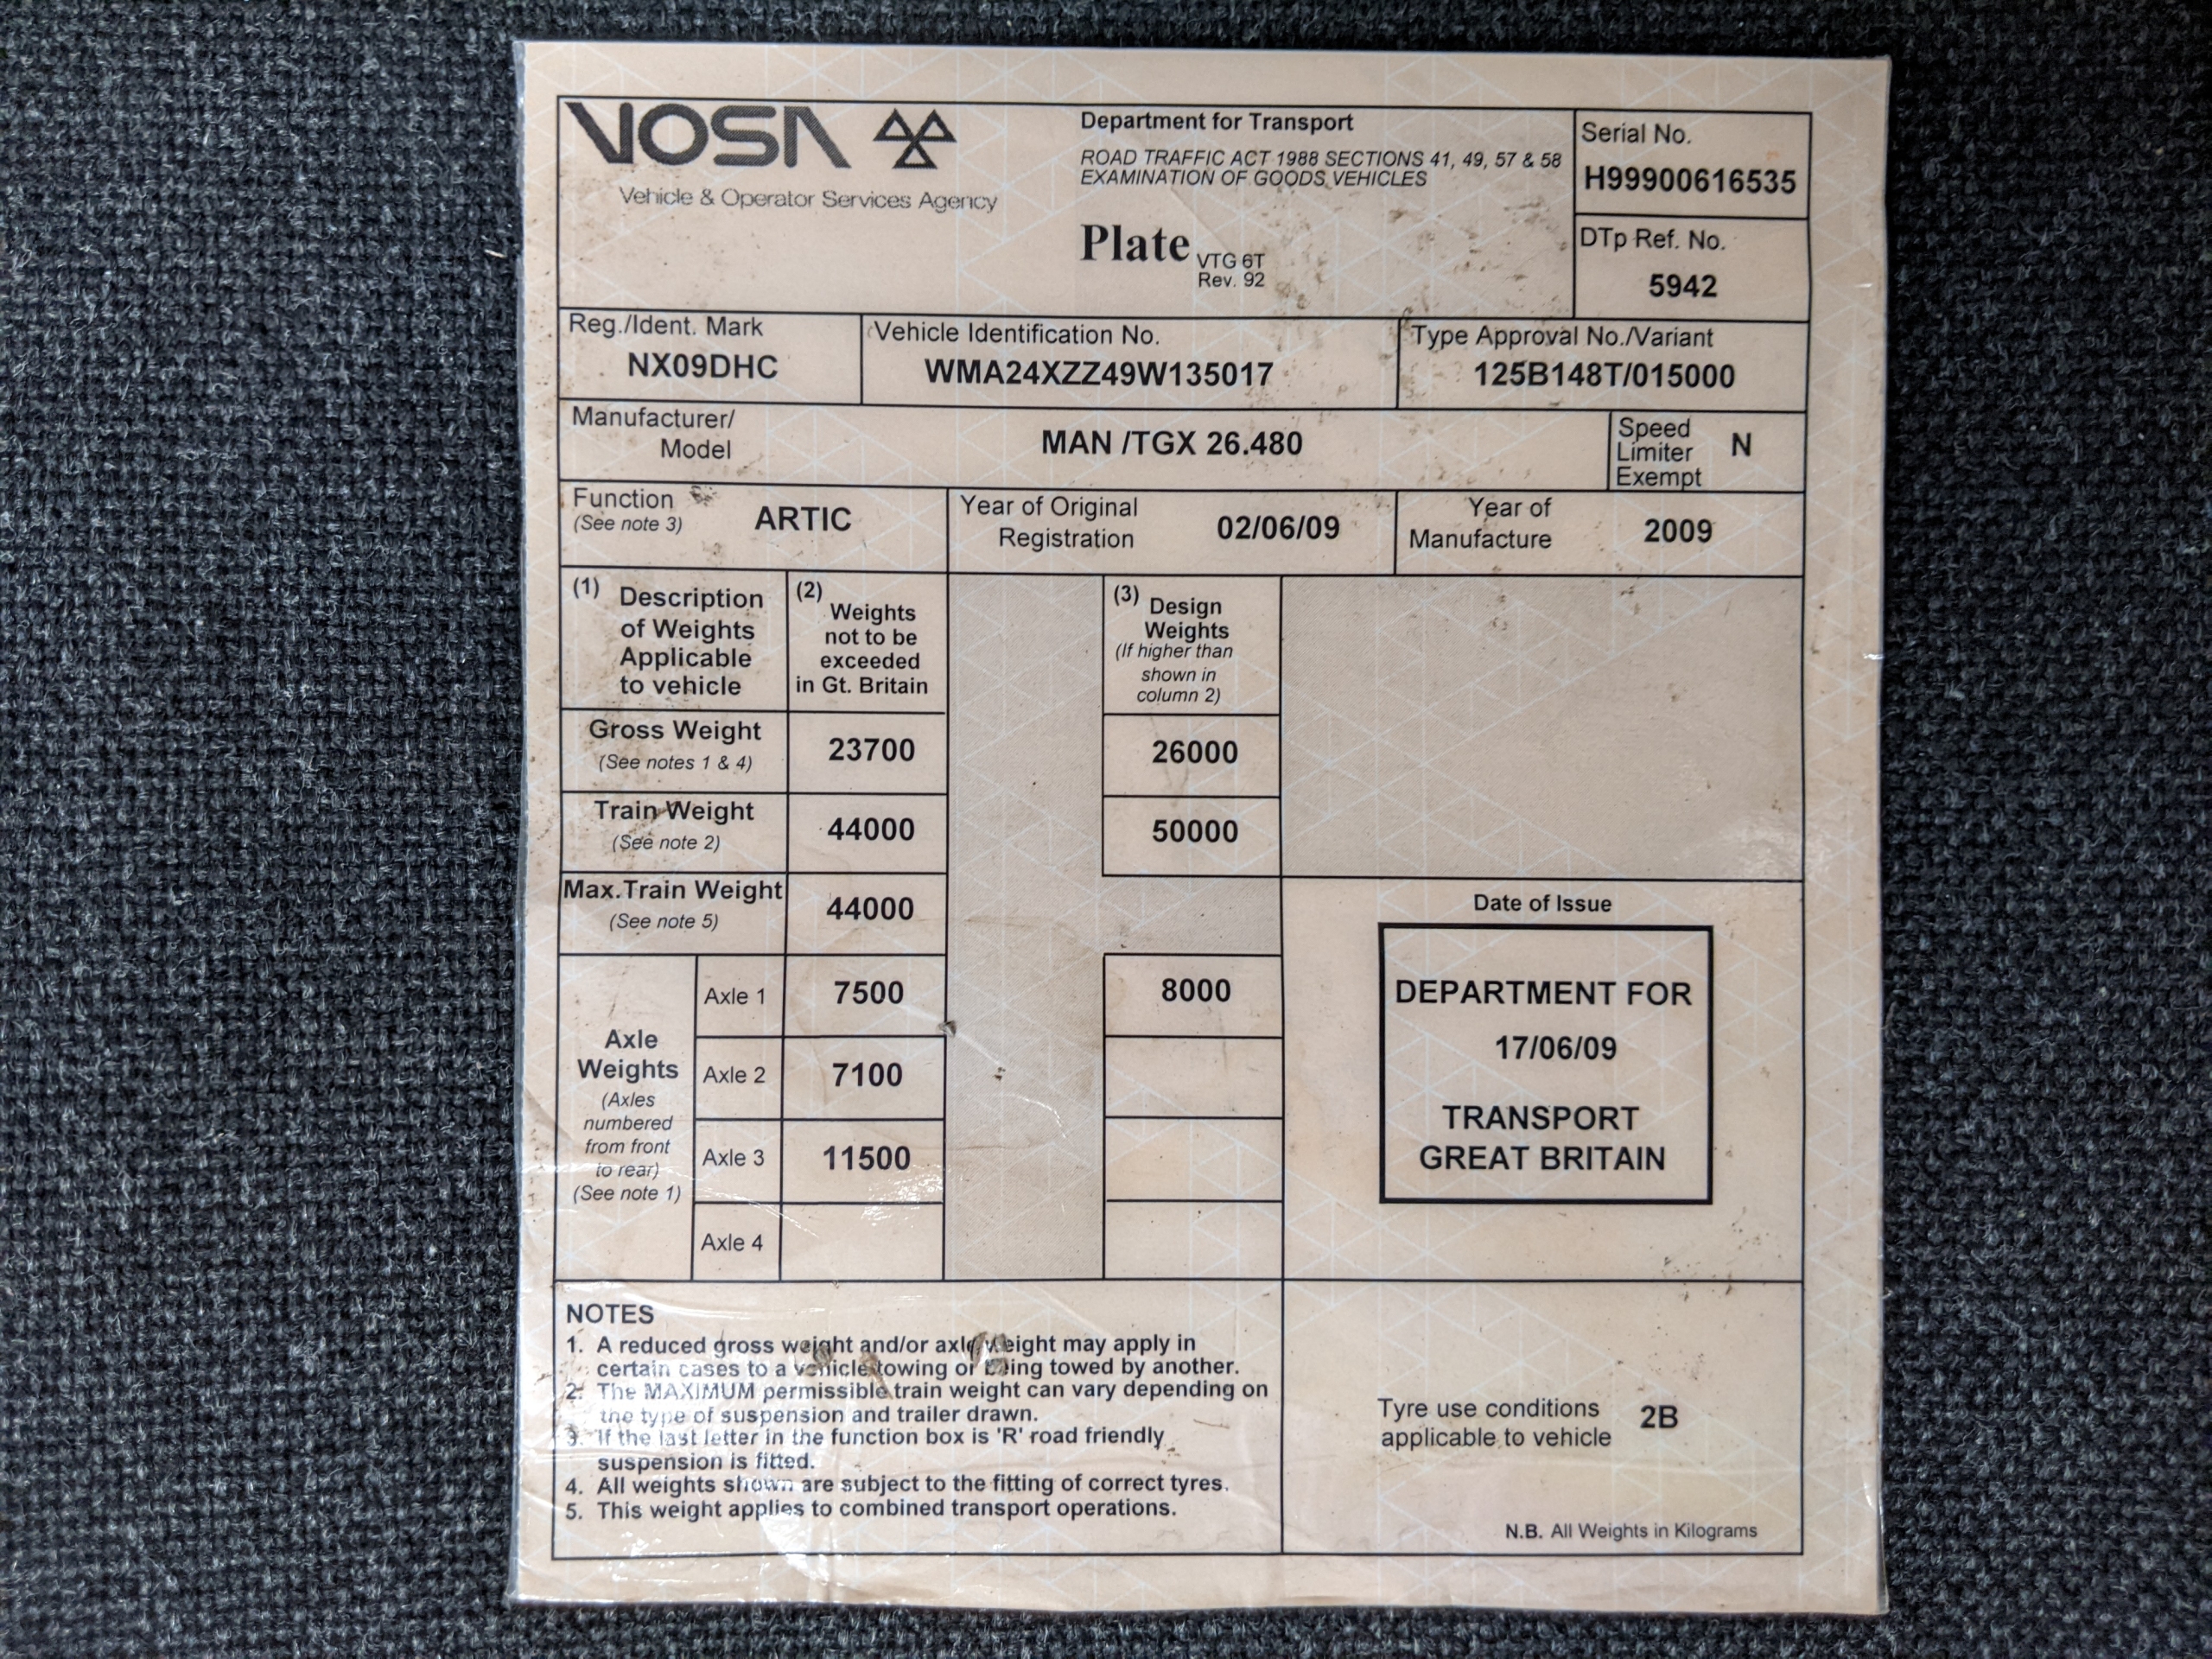 VOSA
Vehicle & Operator Services Agency
Department for Transport
ROAD TRAFFIC ACT 1988 SECTIONS 41, 49, 57 & 58
EXAMINATION OF GOODS VEHICLES
Plate VTG 6T
Rev. 92
Serial No.
H99900616535
DTp Ref. No.
5942
Reg./Ident. Mark
NX09DHC
Vehicle Identification No.
WMA24XZZ49W135017
Type Approval No./Variant
125B148T/015000
Manufacturer/
Model
MAN /TGX 26.480
Speed
Limiter
Exempt
N
Function
(See note 3)
ARTIC
Year of Original
Registration
02/06/09
Year of
Manufacture
2009
(1) Description
of Weights
Applicable
to vehicle
(2) Weights
not to be
exceeded
in Gt. Britain
(3) Design
Weights
(If higher than
shown in
column 2)
Gross Weight
(See notes 1 & 4)
23700
26000
Train Weight
(See note 2)
44000
50000
Max.Train Weight
(See note 5)
44000
Axle
Weights
(Axles
numbered
from front
to rear)
(See note 1)
Axle 1
7500
8000
Axle 2
7100
Axle 3
11500
Axle 4
Date of Issue
DEPARTMENT FOR
17/06/09
TRANSPORT
GREAT BRITAIN
NOTES
1. A reduced gross weight and/or axle weight may apply in
certain cases to a vehicle towing or being towed by another.
2. The MAXIMUM permissible train weight can vary depending on
the type of suspension and trailer drawn.
3. If the last letter in the function box is 'R' road friendly
suspension is fitted.
4. All weights shown are subject to the fitting of correct tyres.
5. This weight applies to combined transport operations.
Tyre use conditions
applicable to vehicle
2B
N.B. All Weights in Kilograms